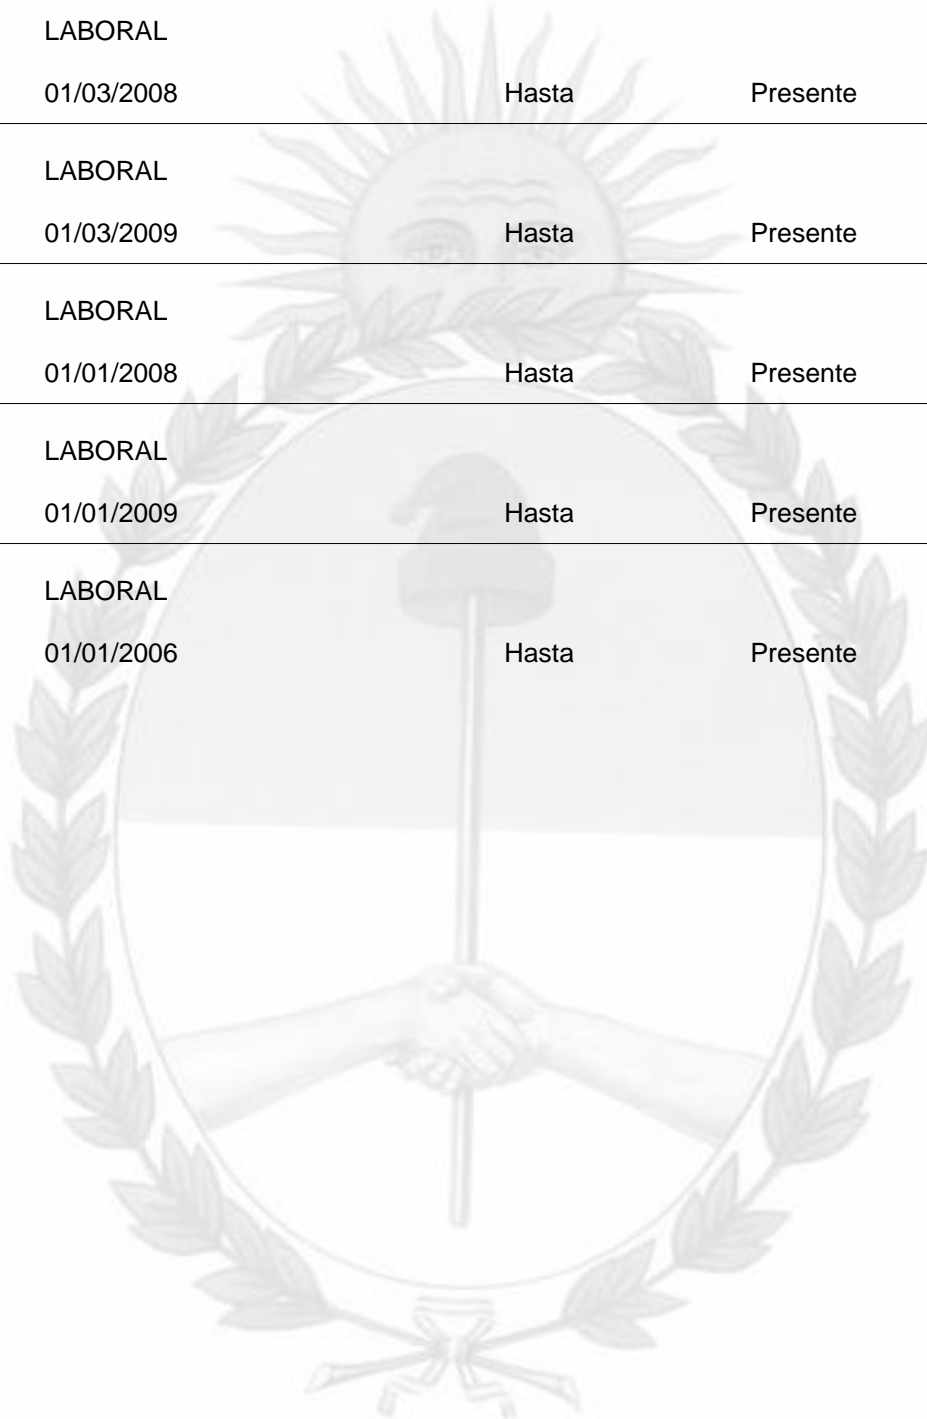 LABORAL
01/03/2008 Hasta Presente
LABORAL
01/03/2009 Hasta Presente
LABORAL
01/01/2008 Hasta Presente
LABORAL
01/01/2009 Hasta Presente
LABORAL
01/01/2006 Hasta Presente